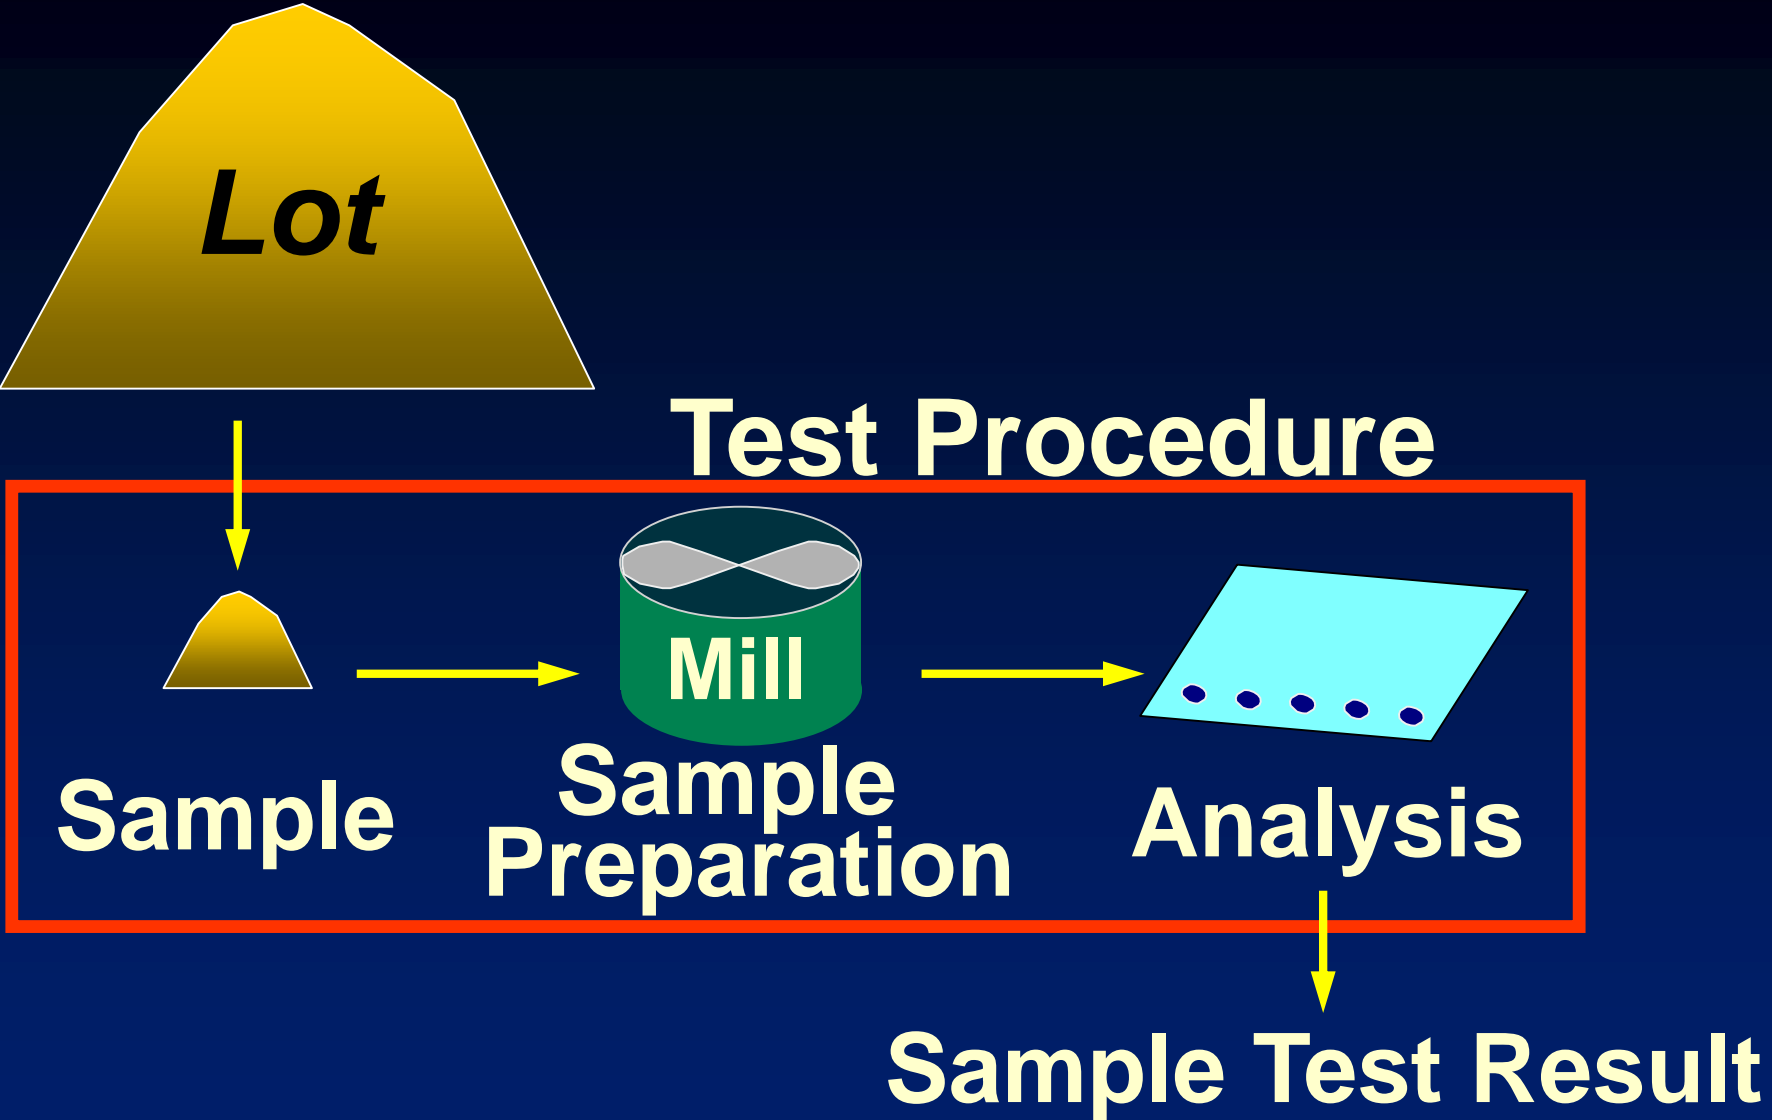 Lot
Test Procedure
Mill
Sample
Sample
Preparation
Analysis
Sample Test Result